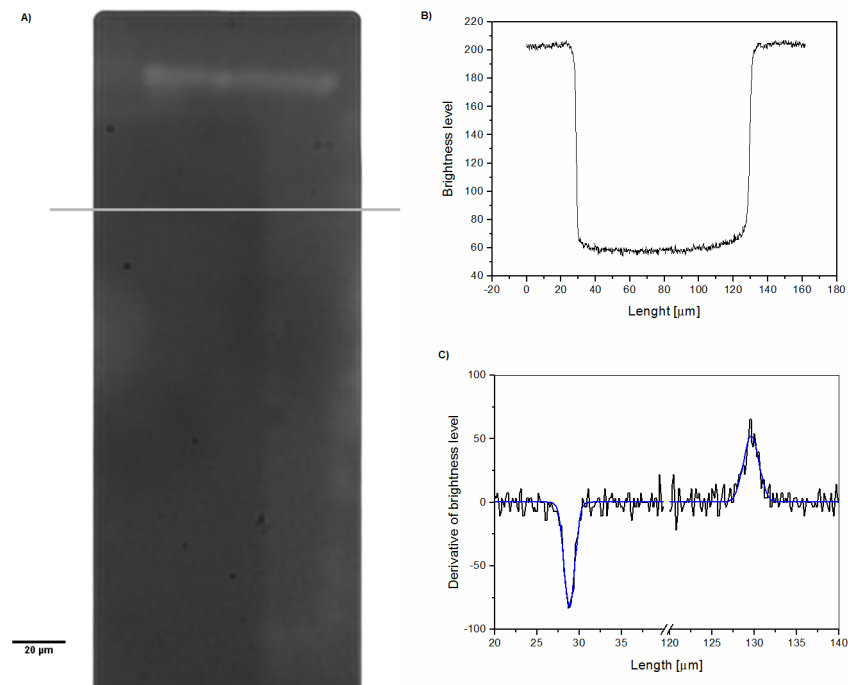 A)
20 µm
B)
Brightness level
200
180
160
140
120
100
80
60
40
-20 0 20 40 60 80 100 120 140 160 180
Lenght [µm]
C)
Derivative of brightness level
100
50
0
-50
-100
20 25 30 35 120 125 130 135 140
Length [µm]